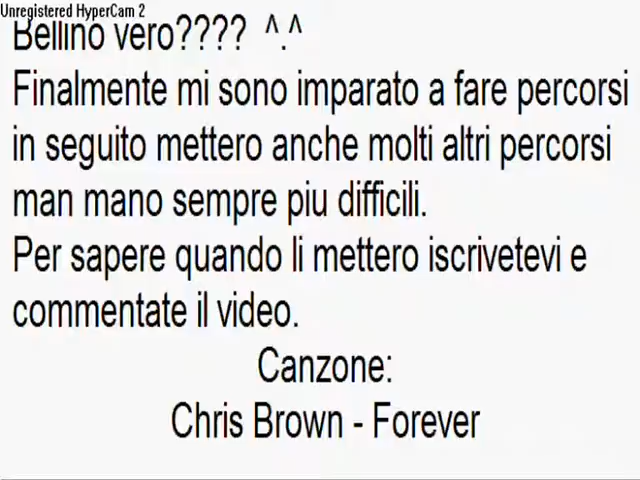 Unregistered HyperCam 2
Bellino vero???? ^.^
Finalmente mi sono imparato a fare percorsi
in seguito mettero anche molti altri percorsi
man mano sempre piu difficili.
Per sapere quando li mettero iscrivetevi e
commentate il video.
Canzone:
Chris Brown - Forever